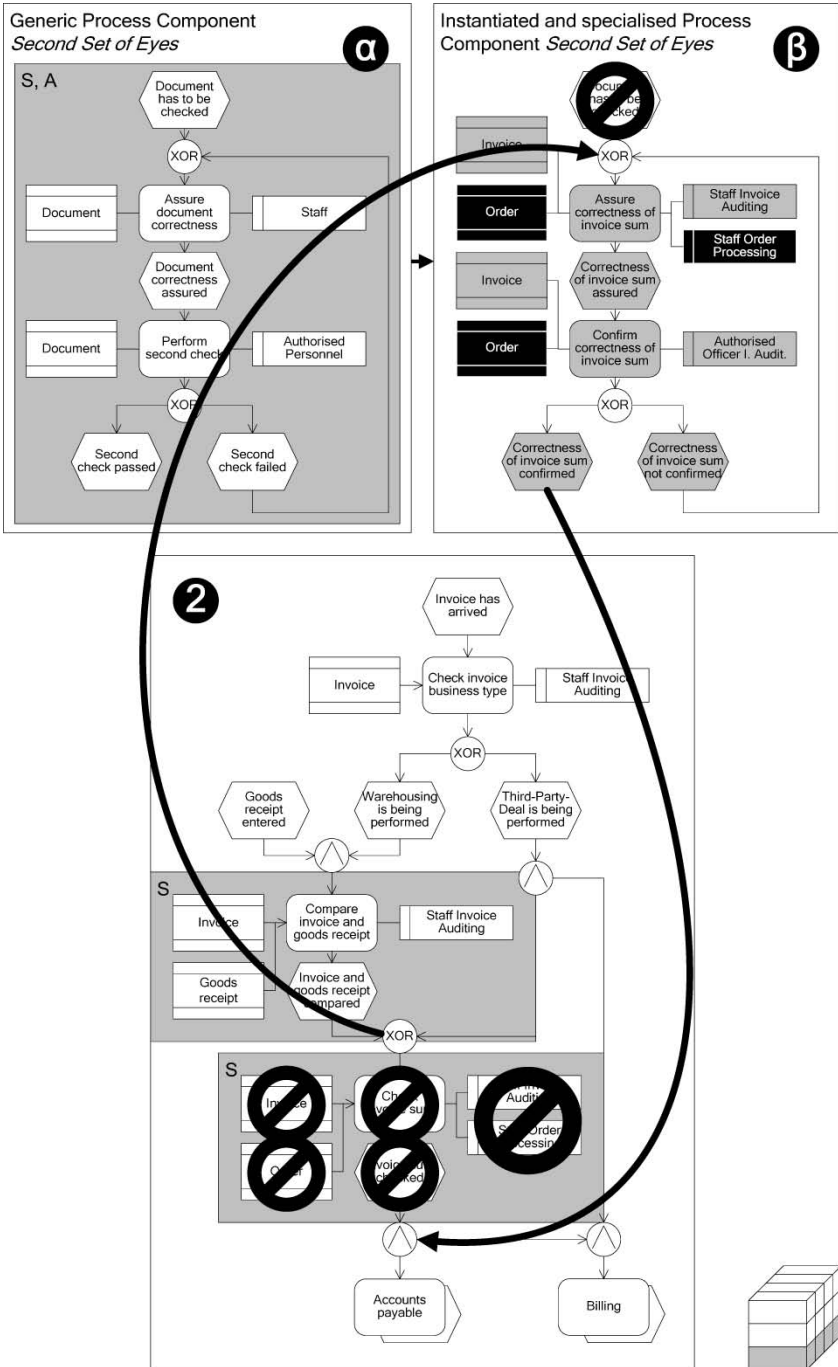 Generic Process Component
Second Set of Eyes
α
S, A
Document
has to be
checked
XOR
Document
Assure
document
correctness
Staff
Document
correctness
assured
Document
Perform
second check
Authorised
Personnel
XOR
Second
check passed
Second
check failed
Instantiated and specialised Process
Component Second Set of Eyes
β
Invoice
XOR
Order
Assure
correctness of
invoice sum
Staff Invoice
Auditing
Staff Order
Processing
Invoice
Correctness
of invoice sum
assured
Order
Confirm
correctness of
invoice sum
Authorised
Officer I. Audit.
XOR
Correctness
of invoice sum
confirmed
Correctness
of invoice sum
not confirmed
2
Invoice has
arrived
Invoice
Check invoice
business type
Staff Invoice
Auditing
XOR
Goods
receipt
entered
Warehousing
is being
performed
Third-Party-
Deal is being
performed
S
Invoice
Compare
invoice and
goods receipt
Staff Invoice
Auditing
Goods
receipt
Invoice and
goods receipt
compared
XOR
S
Accounts
payable
Billing